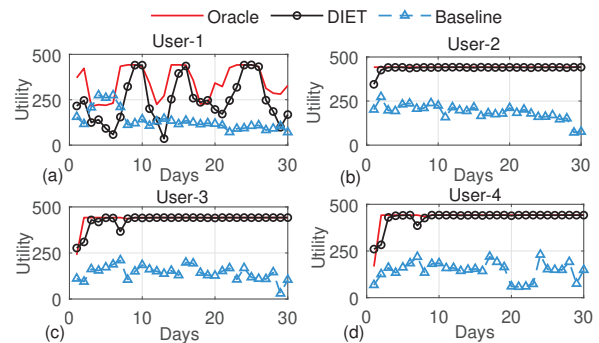 Oracle DIET Baseline
User-1 User-2
500 500
250 250
0 0
Utility Utility
0 10 20 30 0 10 20 30
(a) Days (b) Days
User-3 User-4
500 500
250 250
0 0
Utility Utility
0 10 20 30 0 10 20 30
(c) Days (d) Days